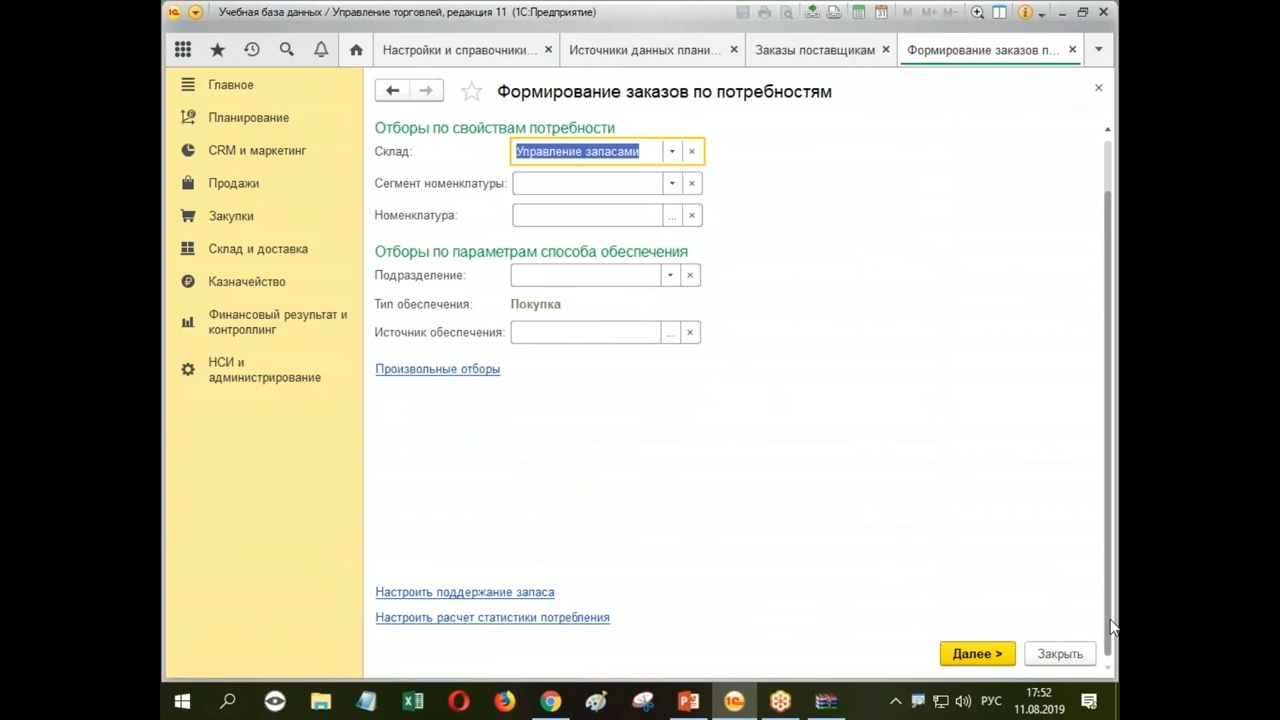 Учебная база данных / Управление торговлей, редакция 11 (1С:Предприятие)
M M+ M-
Настройки и справочники...
Источники данных плани...
Заказы поставщикам
Формирование заказов п...
Главное
Планирование
CRM и маркетинг
Продажи
Закупки
Склад и доставка
Казначейство
Финансовый результат и
контроллинг
НСИ и
администрирование
Формирование заказов по потребностям
Отборы по свойствам потребности
Склад: Управление запасами
Сегмент номенклатуры:
Номенклатура:
Отборы по параметрам способа обеспечения
Подразделение:
Тип обеспечения: Покупка
Источник обеспечения:
Произвольные отборы
Настроить поддержание запаса
Настроить расчет статистики потребления
Далее >
Закрыть
РУС
17:52
11.08.2019